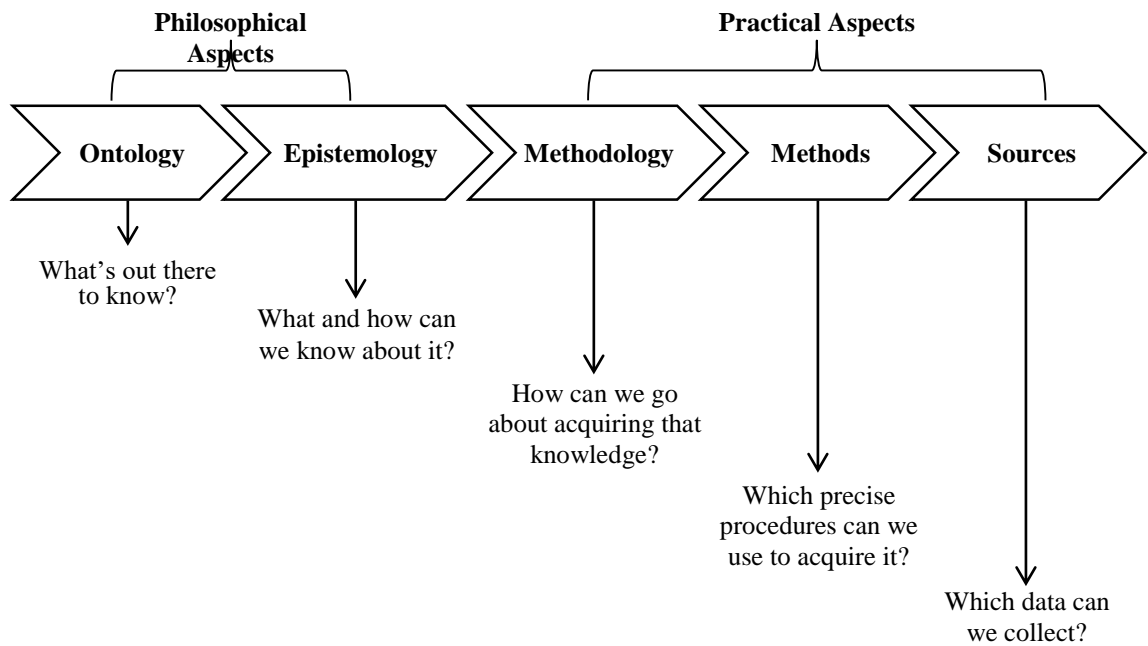 Philosophical
Aspects
Practical Aspects
Ontology
Epistemology
Methodology
Methods
Sources
What’s out there
to know?
What and how can
we know about it?
How can we go
about acquiring that
knowledge?
Which precise
procedures can we
use to acquire it?
Which data can
we collect?